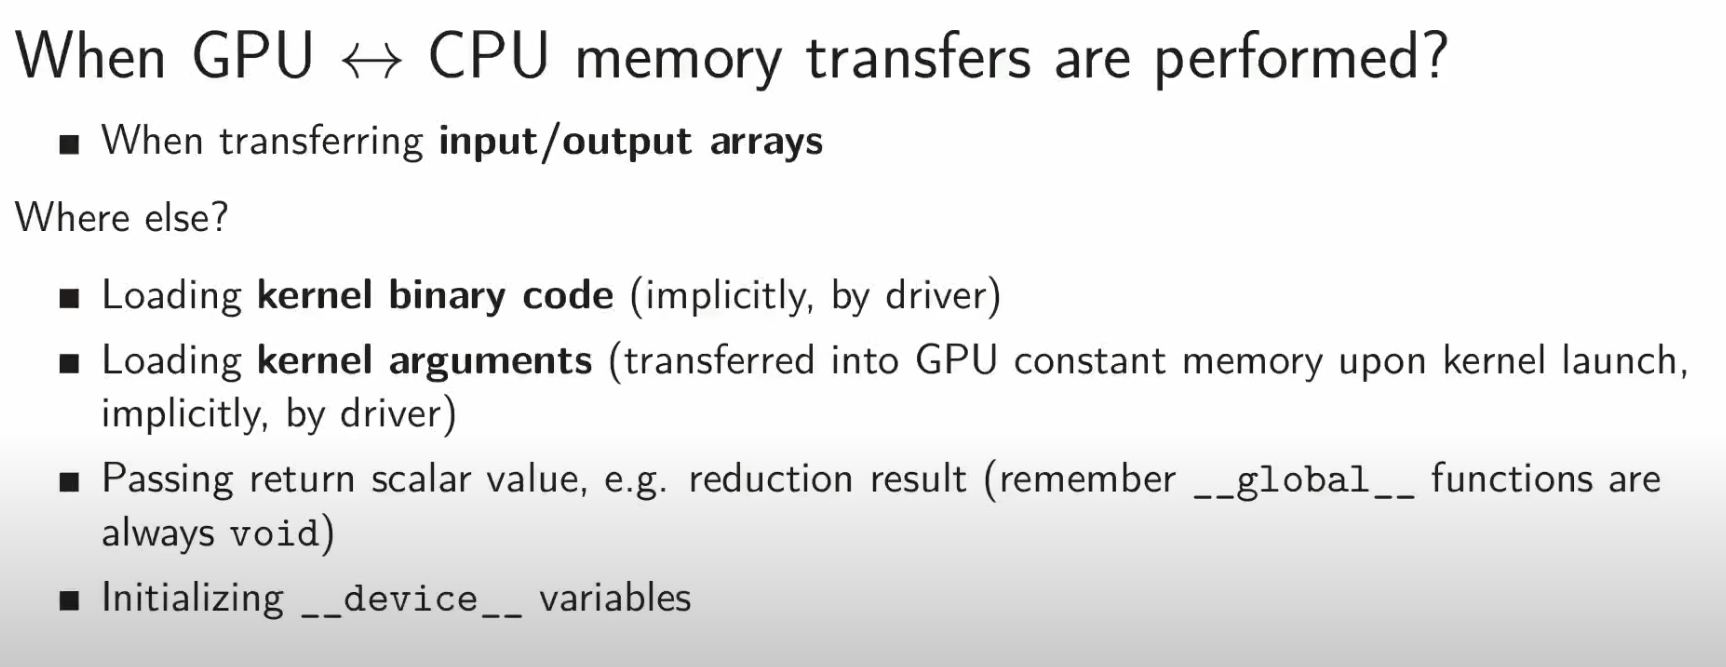 When GPU ↔ CPU memory transfers are performed?
■ When transferring input/output arrays
Where else?
■ Loading kernel binary code (implicitly, by driver)
■ Loading kernel arguments (transferred into GPU constant memory upon kernel launch,
implicitly, by driver)
■ Passing return scalar value, e.g. reduction result (remember __global__ functions are
always void)
■ Initializing __device__ variables